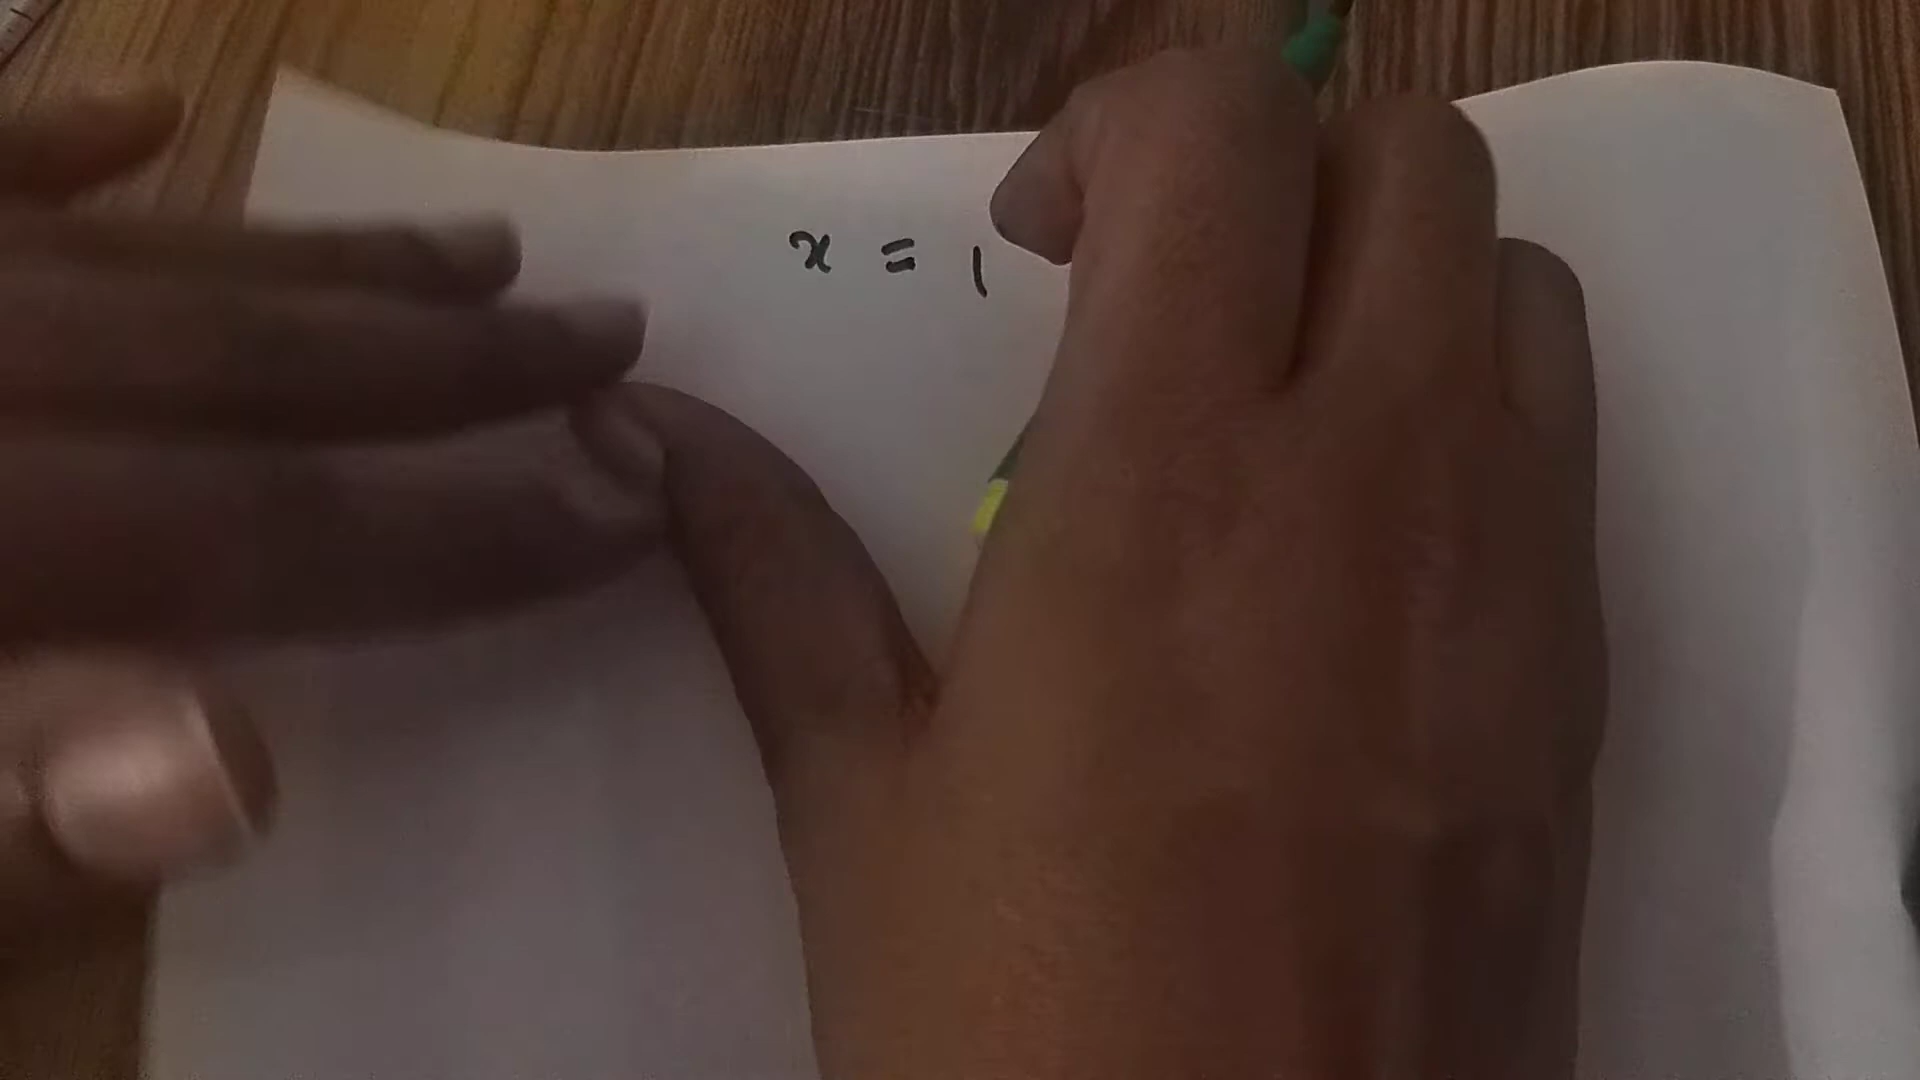 x = 1